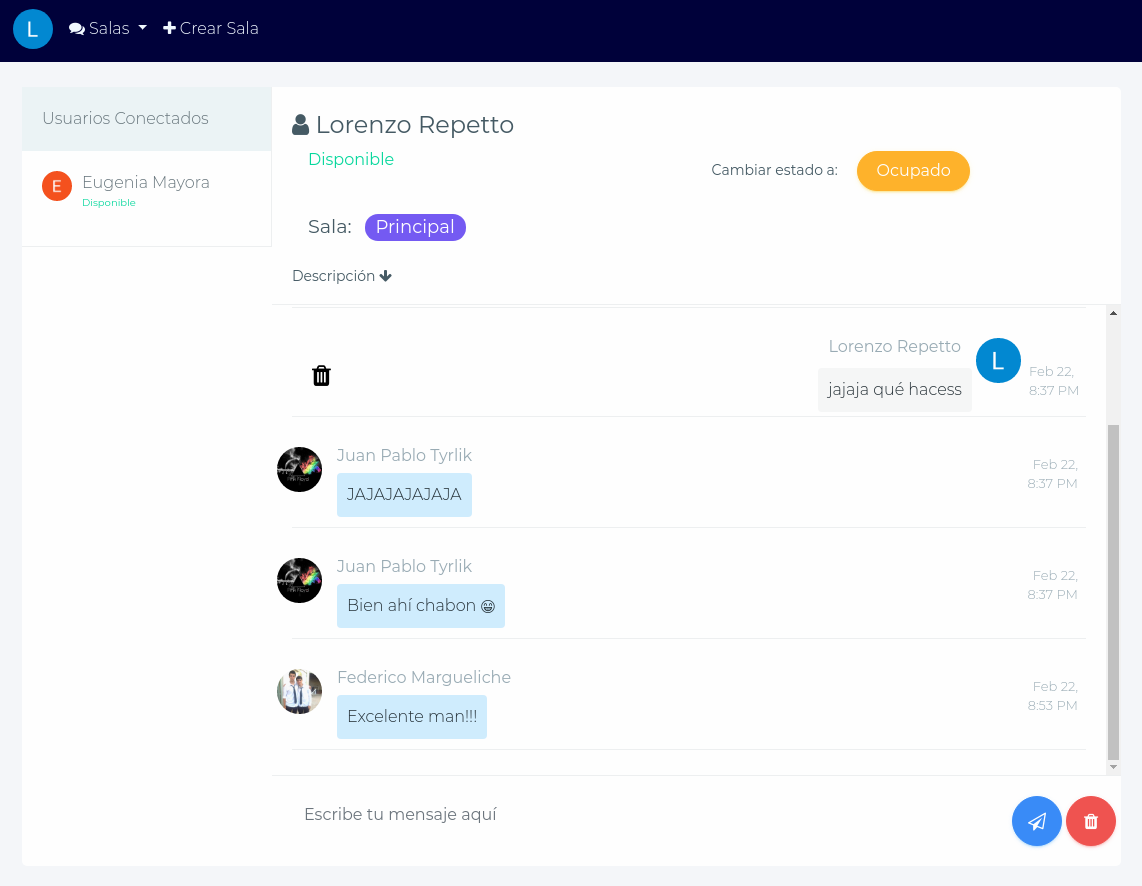 L Salas Crear Sala
Usuarios Conectados
E Eugenia Mayora
Disponible
Lorenzo Repetto
Disponible
Cambiar estado a: Ocupado
Sala: Principal
Descripción
Lorenzo Repetto
L
jajaja qué hacess
Feb 22,
8:37 PM
Juan Pablo Tyrlik
JAJAJAJAJAJA
Feb 22,
8:37 PM
Juan Pablo Tyrlik
Bien ahí chabon 😀
Feb 22,
8:37 PM
Federico Margueliche
Excelente man!!!
Feb 22,
8:53 PM
Escribe tu mensaje aquí